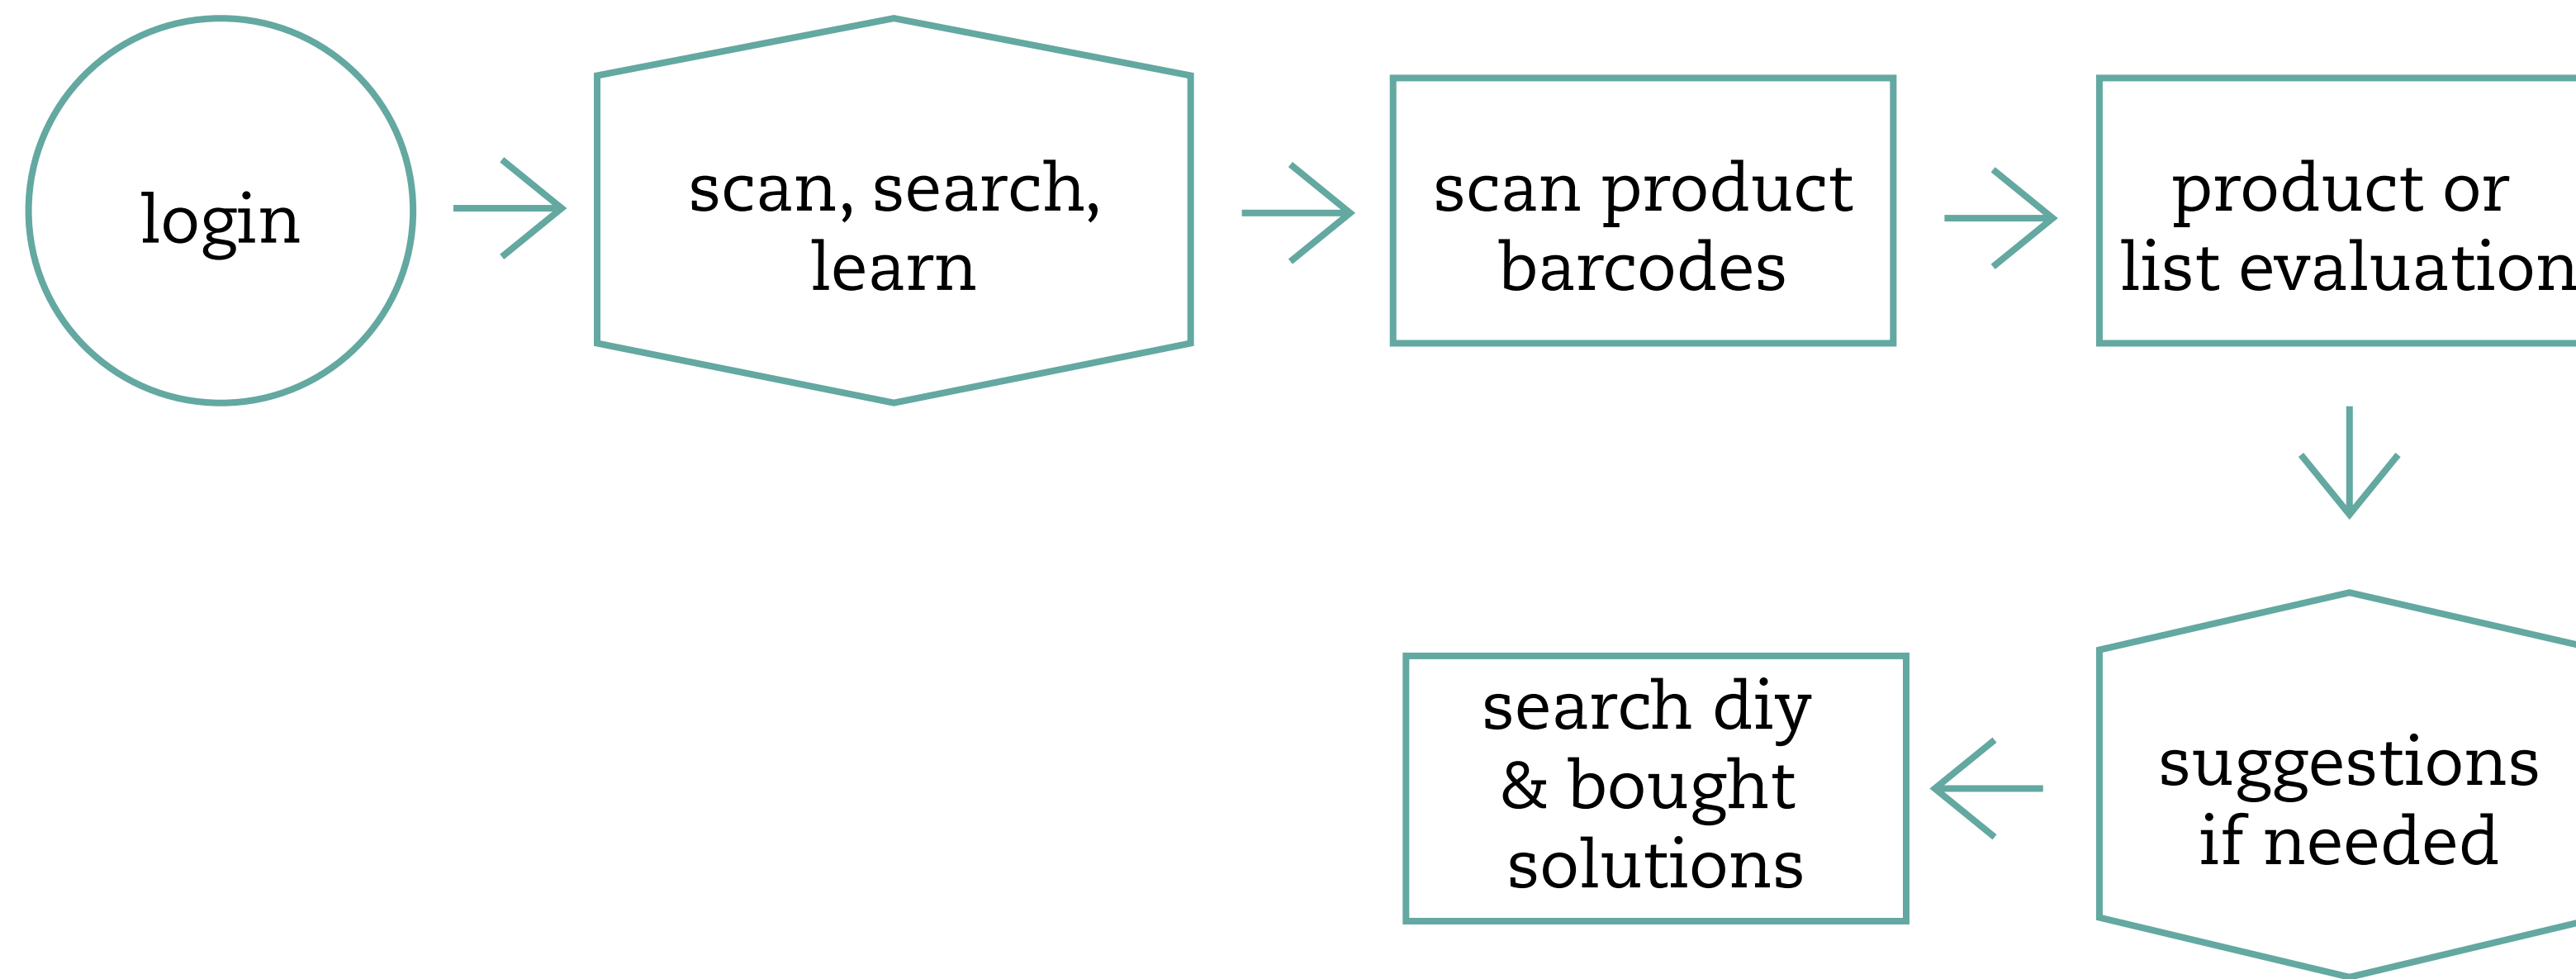 login
scan, search,
learn
scan product
barcodes
product or
list evaluation
suggestions
if needed
search diy
& bought
solutions